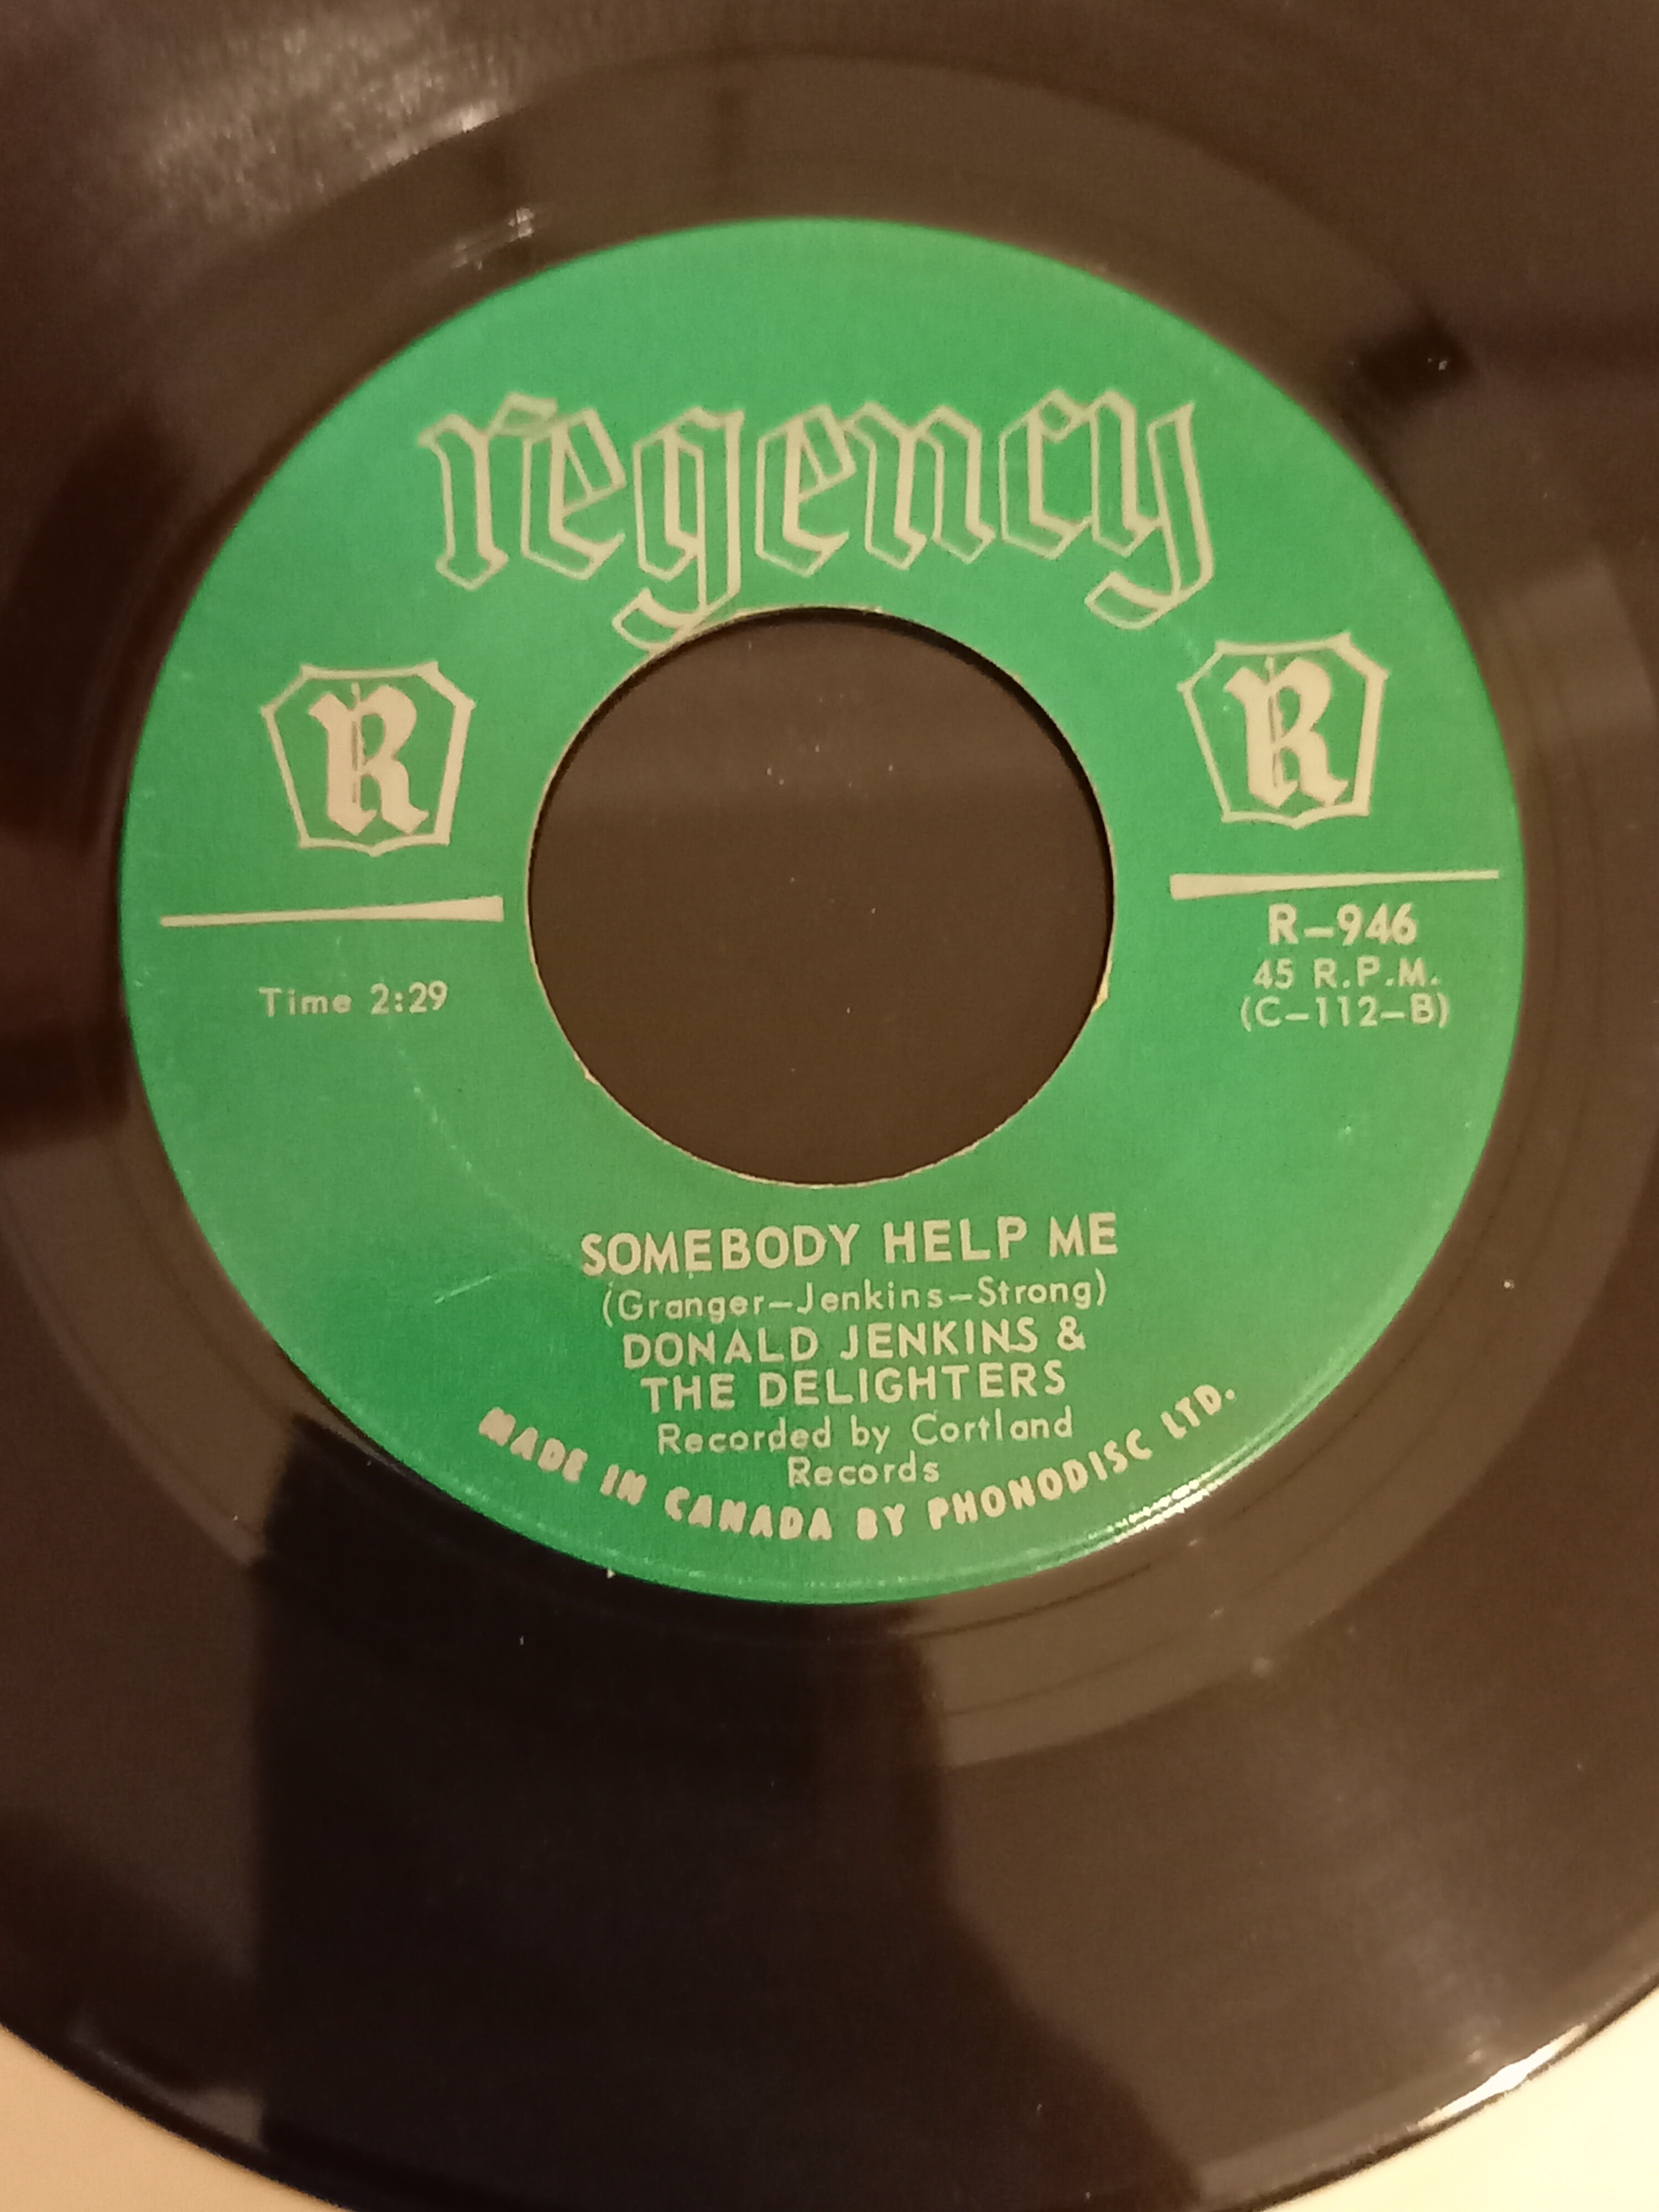 regency
R
R
Time 2:29
R–946
45 R.P.M.
(C–112–B)
SOMEBODY HELP ME
(Granger–Jenkins–Strong)
DONALD JENKINS &
THE DELIGHTERS
Recorded by Cortland
Records
MADE IN CANADA BY PHONODISC LTD.